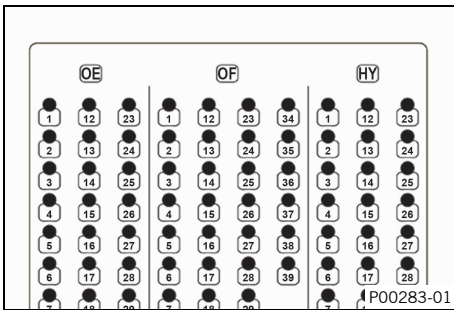 OE OF HY
1 12 23 1 12 23 34 1 12 23
2 13 24 2 13 24 35 2 13 24
3 14 25 3 14 25 36 3 14 25
4 15 26 4 15 26 37 4 15 26
5 16 27 5 16 27 38 5 16 27
6 17 28 6 17 28 39 6 17 28
P00283-01